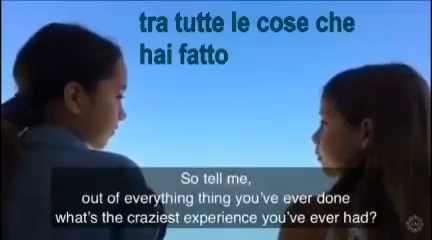 tra tutte le cose che
hai fatto
So tell me,
out of everything thing you've ever done
what's the craziest experience you've ever had?